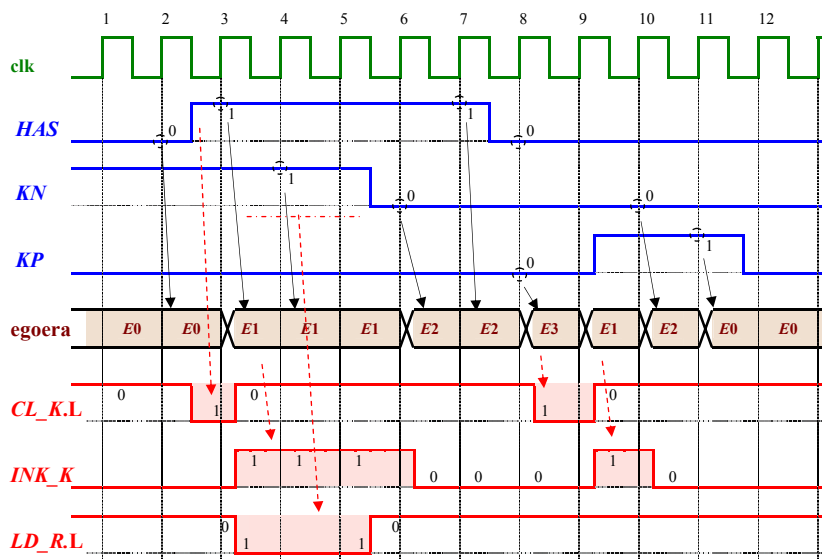 1 2 3 4 5 6 7 8 9 10 11 12
clk
HAS 0 1 1 0
KN 1 0 0
KP 0 1
egoera E0 E0 E1 E1 E1 E2 E2 E3 E1 E2 E0 E0
CL_K.L 0 1 0 1 0
INK_K 1 1 1 0 0 0 1 0
LD_R.L 0 1 1 0